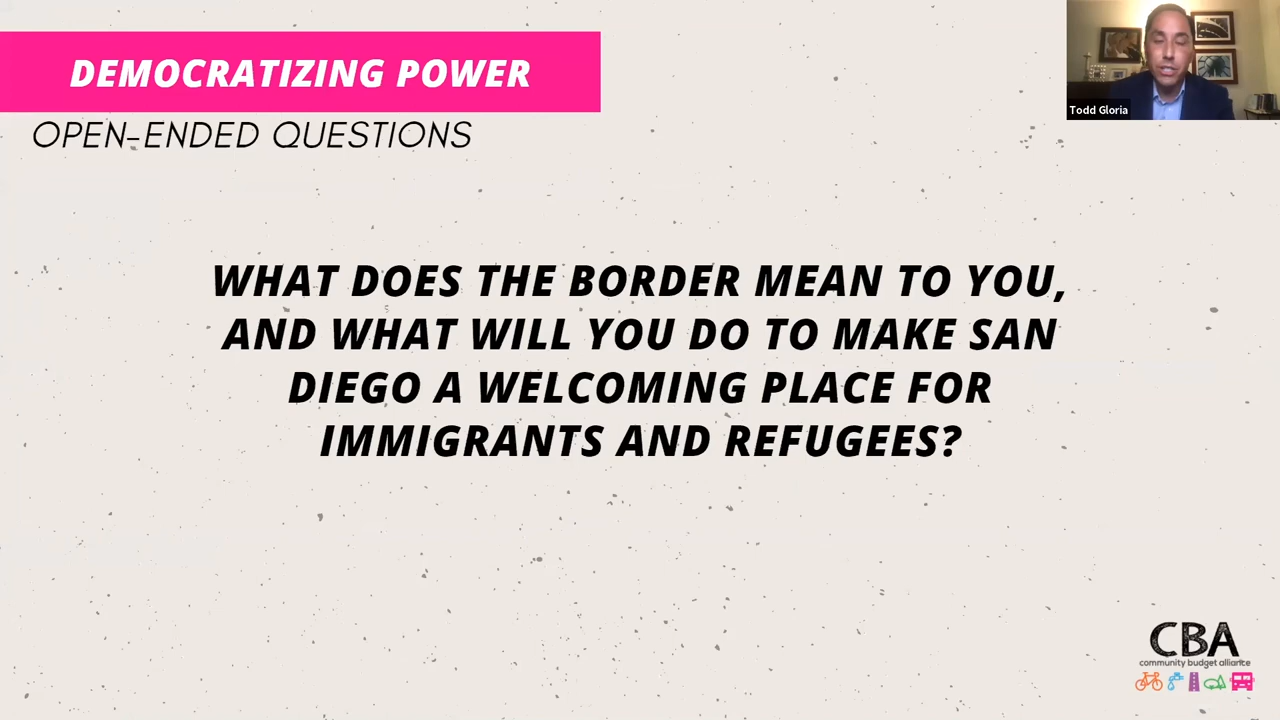 DEMOCRATIZING POWER
OPEN-ENDED QUESTIONS
Todd Gloria
WHAT DOES THE BORDER MEAN TO YOU,
AND WHAT WILL YOU DO TO MAKE SAN
DIEGO A WELCOMING PLACE FOR
IMMIGRANTS AND REFUGEES?
CBA
community budget alliance